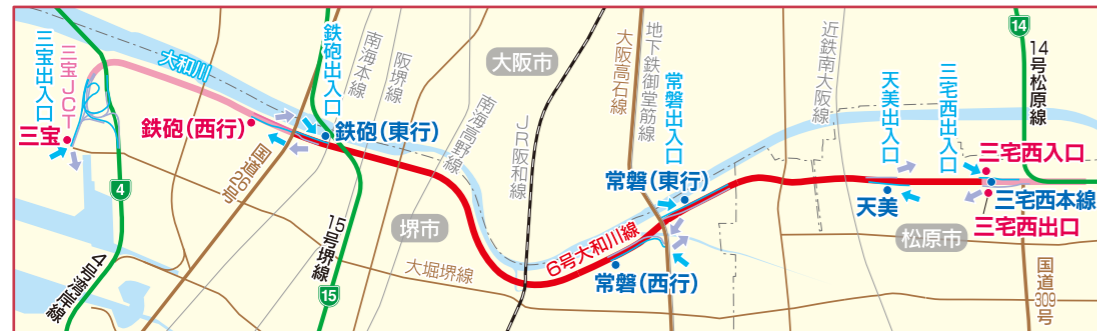 三宝出入口
三宝JCT
三宝
大和川
鉄砲(西行)
鉄砲出入口
鉄砲(東行)
南海本線
阪堺線
国道26号
4
4号湾岸線
15号堺線
15
大阪市
南海高野線
JR阪和線
堺市
大堀堺線
6号大和川線
大阪高石線
地下鉄御堂筋線
常磐出入口
常磐(東行)
常磐(西行)
近鉄南大阪線
天美出入口
天美
三宅西出入口
14
14号松原線
三宅西入口
三宅西本線
三宅西出口
松原市
国道309号